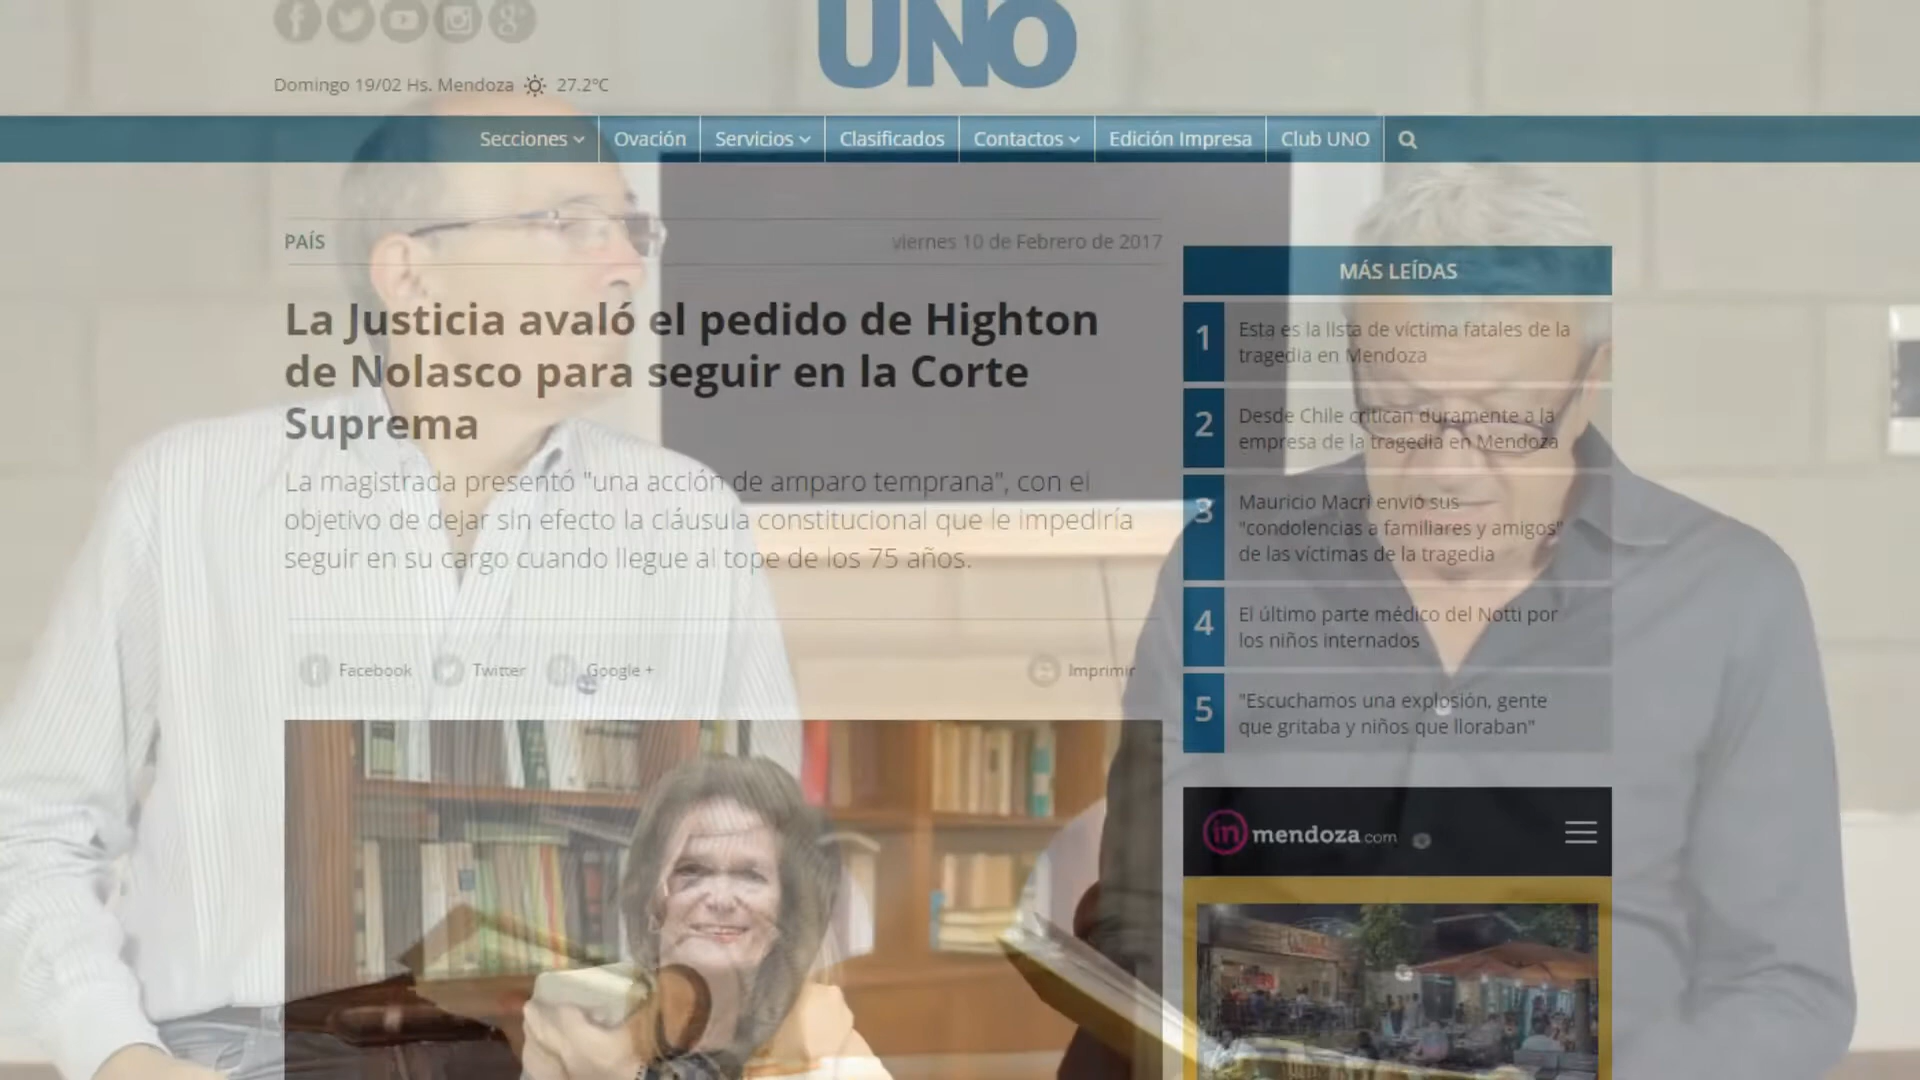 UNO
Domingo 19/02 Hs. Mendoza 27.2°C
Secciones Ovación Servicios Clasificados Contactos Edición Impresa Club UNO
PAÍS
viernes 10 de Febrero de 2017
La Justicia avaló el pedido de Highton
de Nolasco para seguir en la Corte
Suprema
La magistrada presentó "una acción de amparo temprana", con el
objetivo de dejar sin efecto la cláusula constitucional que le impediría
seguir en su cargo cuando llegue al tope de los 75 años.
Facebook Twitter Google +
Imprimir
MÁS LEÍDAS
1 Esta es la lista de víctima fatales de la
tragedia en Mendoza
2 Desde Chile critican duramente a la
empresa de la tragedia en Mendoza
3 Mauricio Macri envió sus
"condolencias a familiares y amigos"
de las víctimas de la tragedia
4 El último parte médico del Notti por
los niños internados
5 "Escuchamos una explosión, gente
que gritaba y niños que lloraban"
in mendoza.com